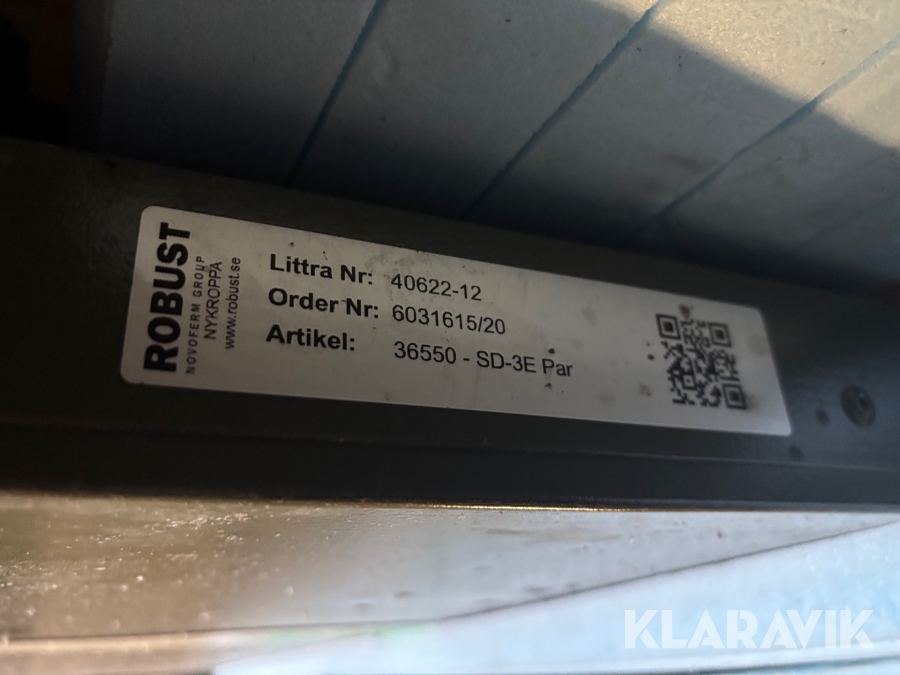 ROBUST
NOVOFERM GROUP
NYKROPPA
www.robust.se
Littra Nr: 40622-12
Order Nr: 6031615/20
Artikel: 36550 - SD-3E Par
KLARAVIK